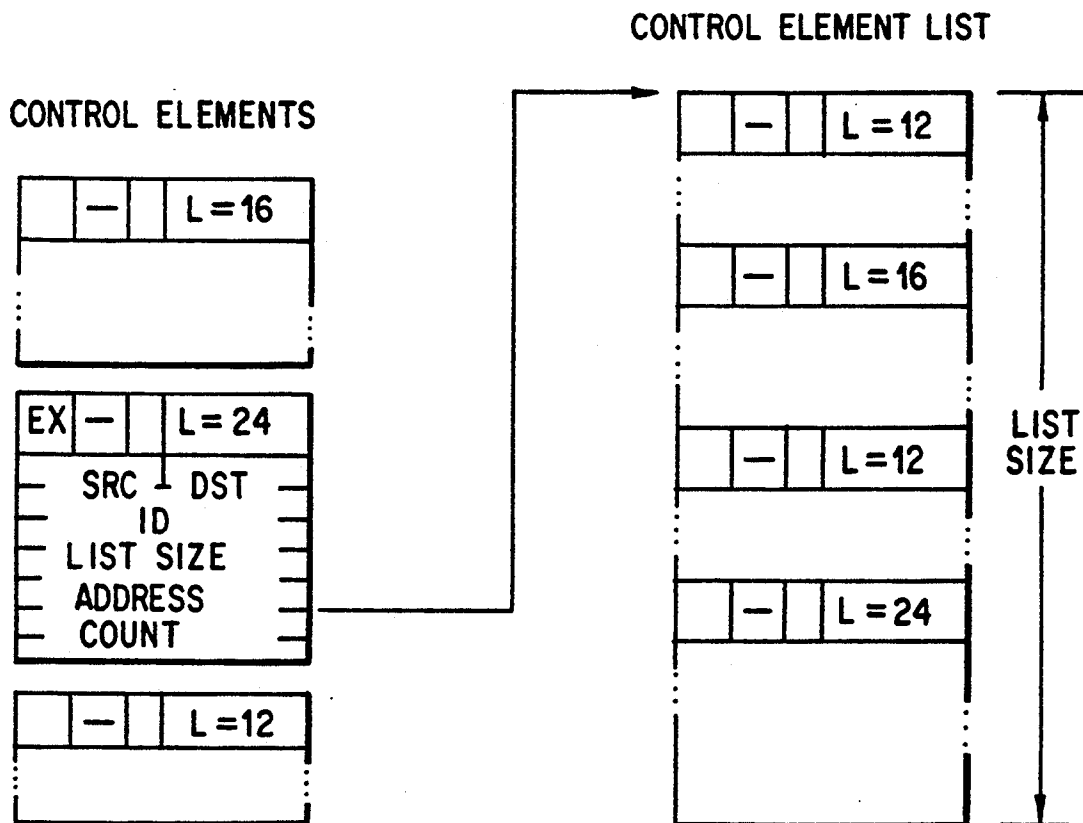 CONTROL ELEMENTS
— L=16
EX — L=24
SRC DST
ID
LIST SIZE
ADDRESS
COUNT
— L=12
CONTROL ELEMENT LIST
— L=12
— L=16
— L=12
— L=24
LIST
SIZE